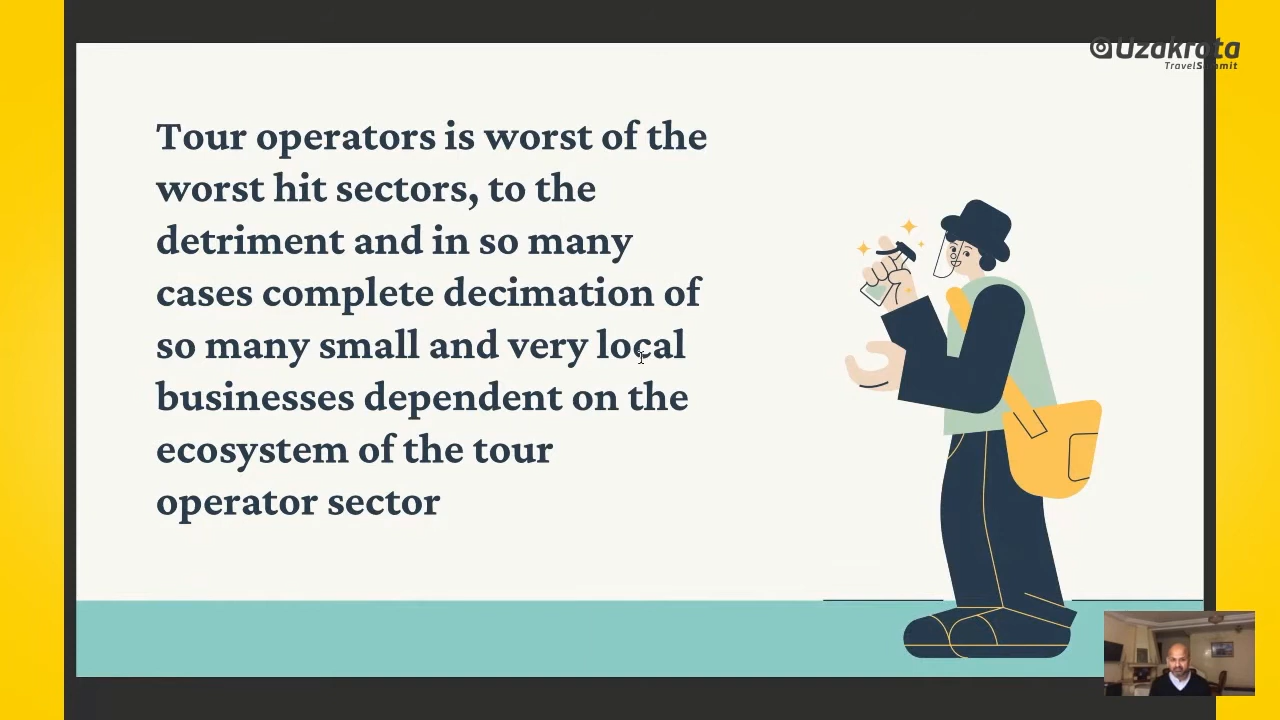 Uzakrota
TravelSummit
Tour operators is worst of the
worst hit sectors, to the
detriment and in so many
cases complete decimation of
so many small and very local
businesses dependent on the
ecosystem of the tour
operator sector